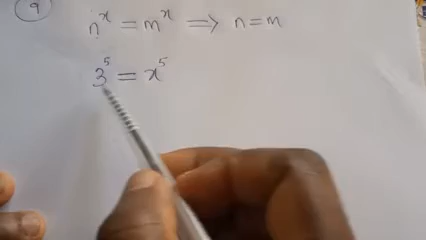 9
n^x = m^x ⟹ n = m
3^5 = x^5